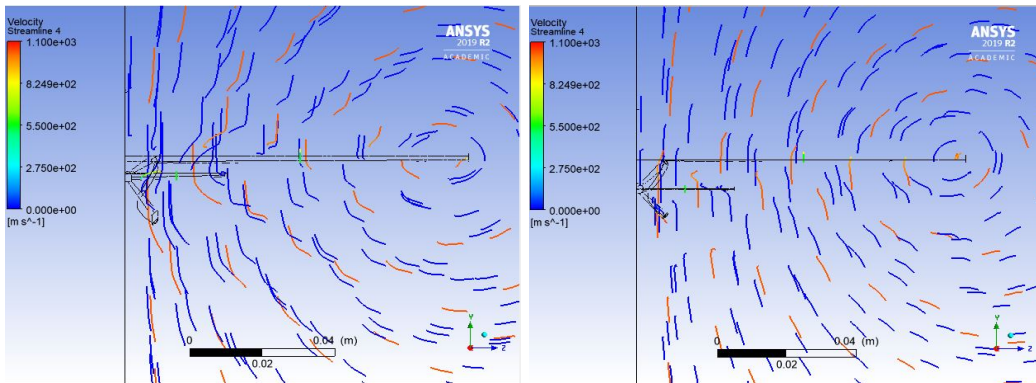 Velocity
Streamline 4
1.100e+03
8.249e+02
5.500e+02
2.750e+02
0.000e+00
[m s^-1]
ANSYS
2019 R2
ACADEMIC
0
0.04 (m)
0.02
Y
Z
Velocity
Streamline 4
1.100e+03
8.249e+02
5.500e+02
2.750e+02
0.000e+00
[m s^-1]
ANSYS
2019 R2
ACADEMIC
0
0.04 (m)
0.02
Y
Z